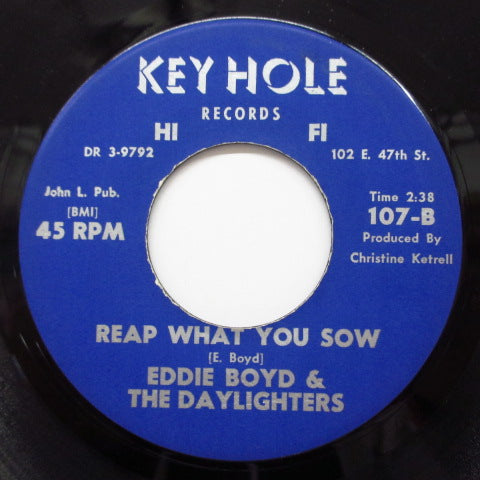 KEY HOLE
RECORDS
HI FI
DR 3-9792 102 E. 47th St.
John L. Pub.
[BMI]
45 RPM
Time 2:38
107-B
Produced By
Christine Ketrell
REAP WHAT YOU SOW
[E. Boyd]
EDDIE BOYD &
THE DAYLIGHTERS